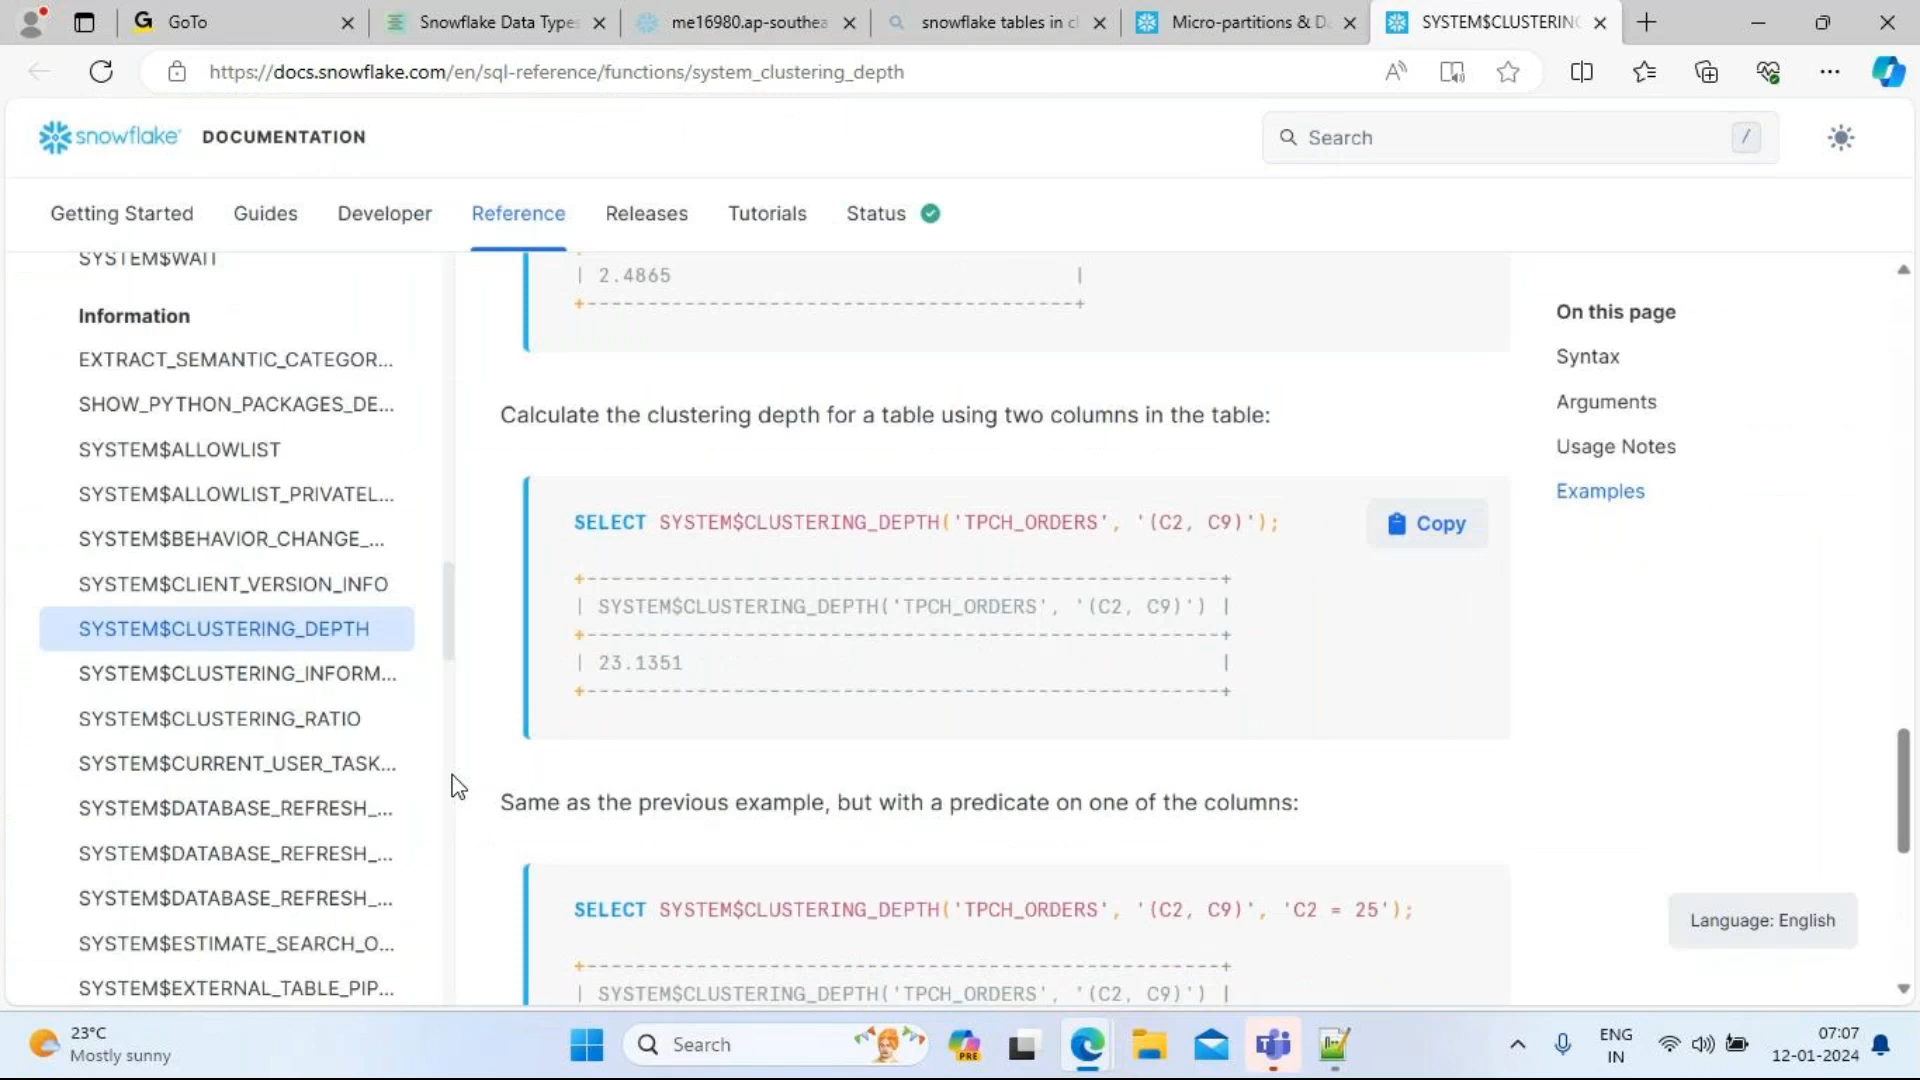 GoTo
Snowflake Data Types
me16980.ap-southea
snowflake tables in cl
Micro-partitions & Da
SYSTEM$CLUSTERING
https://docs.snowflake.com/en/sql-reference/functions/system_clustering_depth
snowflake DOCUMENTATION
Search /
Getting Started Guides Developer Reference Releases Tutorials Status
SYSTEM$WAIT
Information
EXTRACT_SEMANTIC_CATEGOR...
SHOW_PYTHON_PACKAGES_DE...
SYSTEM$ALLOWLIST
SYSTEM$ALLOWLIST_PRIVATEL...
SYSTEM$BEHAVIOR_CHANGE_...
SYSTEM$CLIENT_VERSION_INFO
SYSTEM$CLUSTERING_DEPTH
SYSTEM$CLUSTERING_INFORM...
SYSTEM$CLUSTERING_RATIO
SYSTEM$CURRENT_USER_TASK...
SYSTEM$DATABASE_REFRESH_...
SYSTEM$DATABASE_REFRESH_...
SYSTEM$DATABASE_REFRESH_...
SYSTEM$ESTIMATE_SEARCH_O...
SYSTEM$EXTERNAL_TABLE_PIP...
| 2.4865 |
+-----------------------------------------+
Calculate the clustering depth for a table using two columns in the table:
SELECT SYSTEM$CLUSTERING_DEPTH('TPCH_ORDERS', '(C2, C9)');
Copy
+-----------------------------------------------------+
| SYSTEM$CLUSTERING_DEPTH('TPCH_ORDERS', '(C2, C9)') |
+-----------------------------------------------------+
| 23.1351 |
+-----------------------------------------------------+
Same as the previous example, but with a predicate on one of the columns:
SELECT SYSTEM$CLUSTERING_DEPTH('TPCH_ORDERS', '(C2, C9)', 'C2 = 25');
+-----------------------------------------------------+
| SYSTEM$CLUSTERING_DEPTH('TPCH_ORDERS', '(C2, C9)') |
On this page
Syntax
Arguments
Usage Notes
Examples
Language: English
23°C
Mostly sunny
Search
PRE
ENG
IN
07:07
12-01-2024